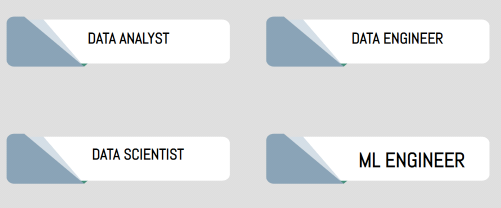 DATA ANALYST
DATA ENGINEER
DATA SCIENTIST
ML ENGINEER